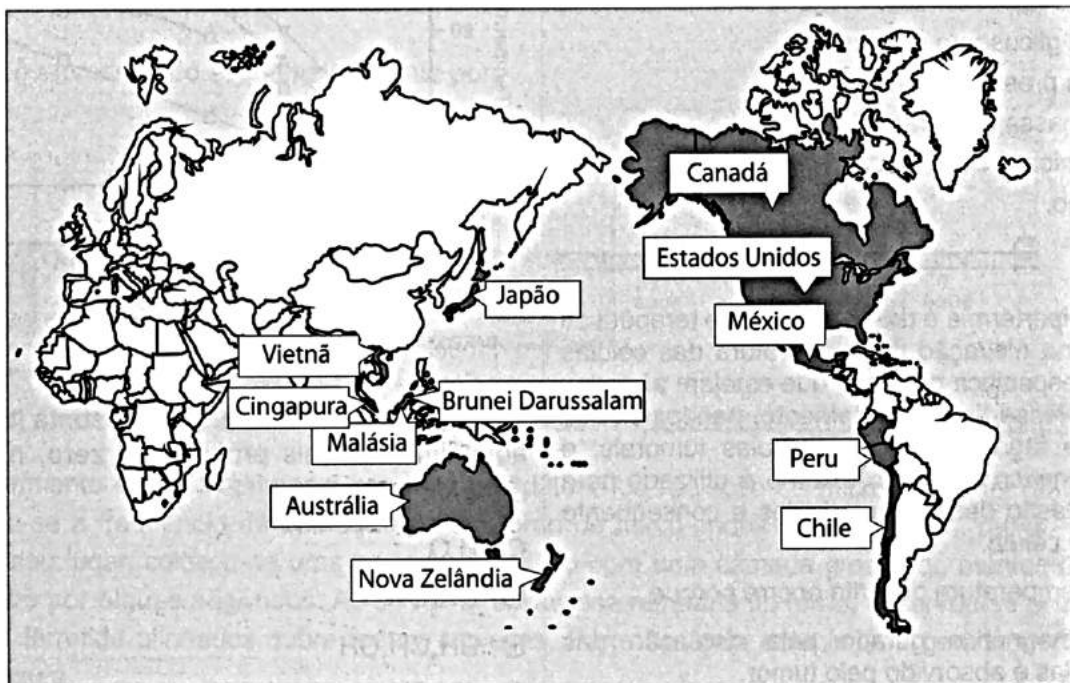 Canadá
Estados Unidos
Japão
México
Vietnã
Cingapura
Brunei Darussalam
Malásia
Peru
Austrália
Chile
Nova Zelândia